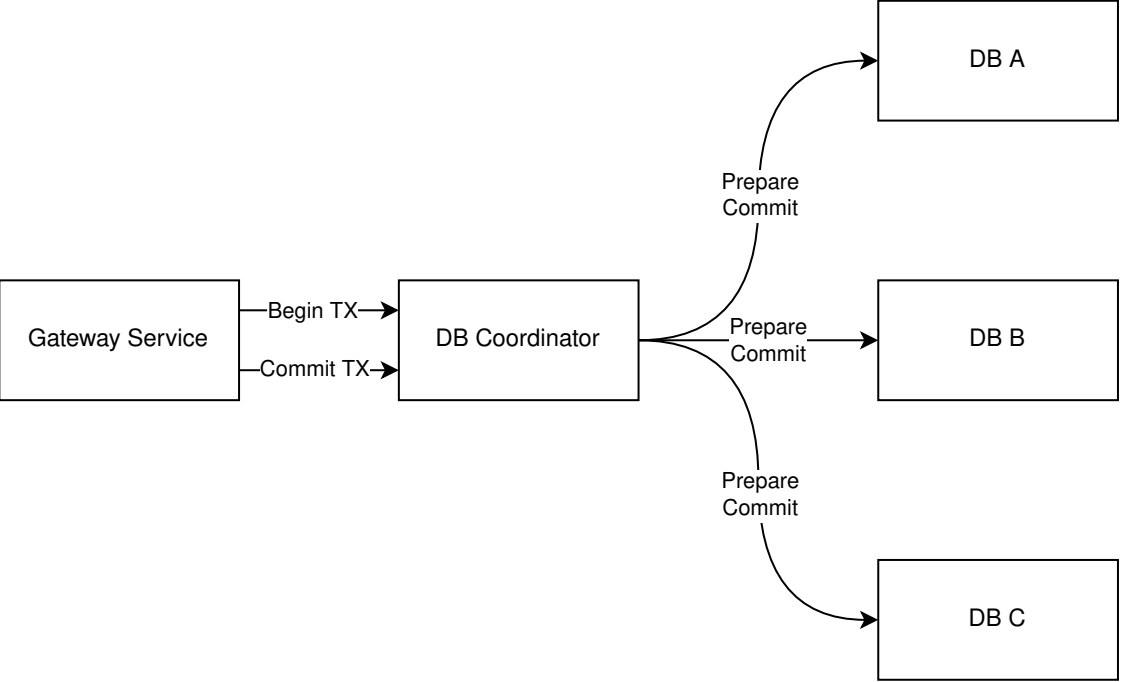 DB A
Prepare
Commit
Gateway Service
Begin TX
Commit TX
DB Coordinator
Prepare
Commit
DB B
Prepare
Commit
DB C